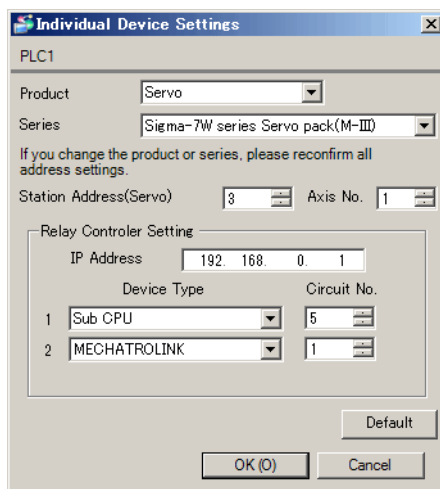 Individual Device Settings
PLC1
Product Servo
Series Sigma-7W series Servo pack(M-III)
If you change the product or series, please reconfirm all
address settings.
Station Address(Servo) 3 Axis No. 1
Relay Controler Setting
IP Address 192. 168. 0. 1
Device Type Circuit No.
1 Sub CPU 5
2 MECHATROLINK 1
Default
OK(O) Cancel